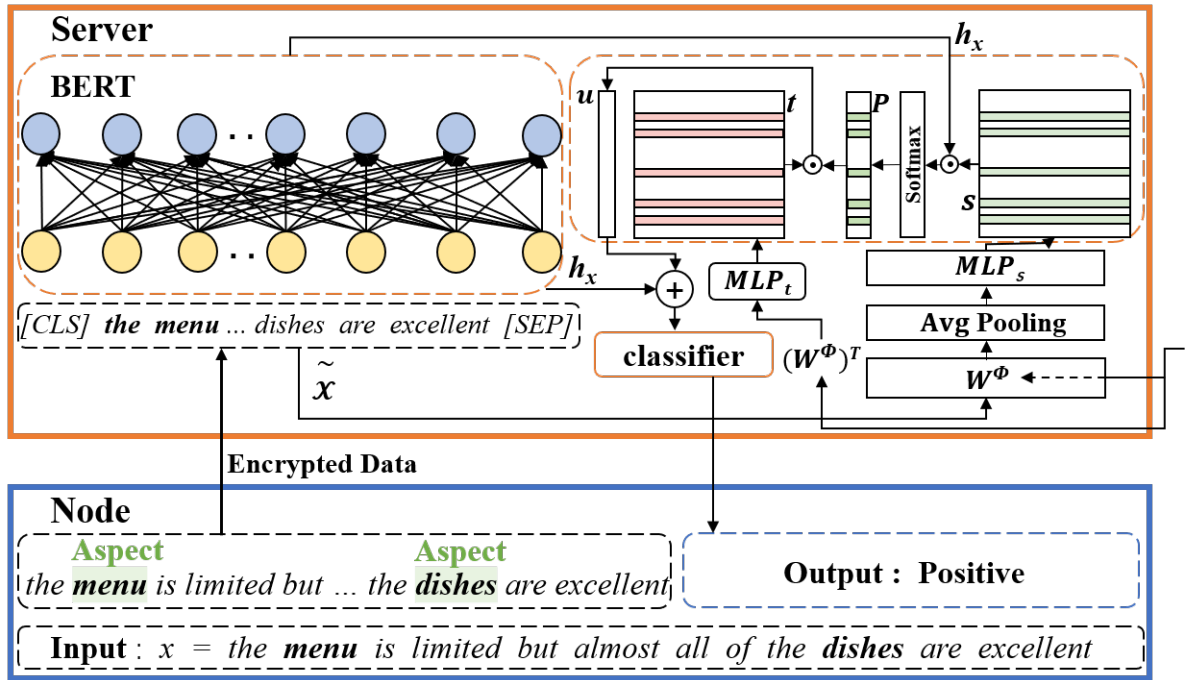 Server
BERT
h_x
u
t
P
Softmax
s
h_x
+
MLP_t
MLP_s
Avg Pooling
W^Φ
(W^Φ)^T
classifier
[CLS] the menu ... dishes are excellent [SEP]
x̃
Encrypted Data
Node
Aspect Aspect
the menu is limited but ... the dishes are excellent
Output : Positive
Input : x = the menu is limited but almost all of the dishes are excellent